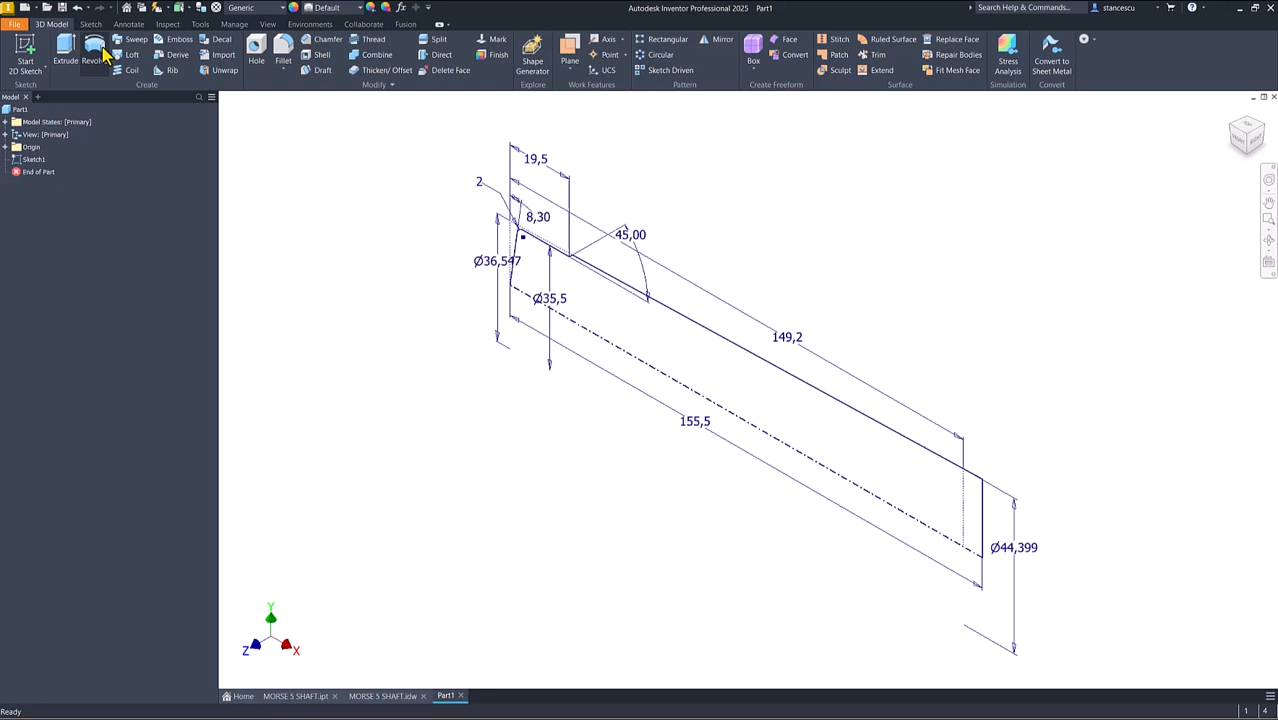 Generic
Default
fx
Autodesk Inventor Professional 2025 Part1
Search Help & Commands...
stancescu
File
3D Model
Sketch
Annotate
Inspect
Tools
Manage
View
Environments
Collaborate
Fusion
Start
2D Sketch
Extrude
Revolve
Sweep
Loft
Coil
Emboss
Derive
Rib
Decal
Import
Unwrap
Hole
Fillet
Chamfer
Shell
Draft
Thread
Combine
Thicken/ Offset
Split
Direct
Delete Face
Mark
Finish
Shape
Generator
Plane
Axis
Point
UCS
Rectangular
Circular
Sketch Driven
Mirror
Box
Face
Convert
Stitch
Patch
Sculpt
Ruled Surface
Trim
Extend
Replace Face
Repair Bodies
Fit Mesh Face
Stress
Analysis
Convert to
Sheet Metal
Sketch
Create
Modify
Explore
Work Features
Pattern
Create Freeform
Surface
Simulation
Convert
Model
Part1
Model States: [Primary]
View: [Primary]
Origin
Sketch1
End of Part
19,5
2
8,30
45,00
Ø36,547
Ø35,5
149,2
155,5
Ø44,399
TOP
FRONT
RIGHT
Y
Z
X
Home
MORSE 5 SHAFT.ipt
MORSE 5 SHAFT.idw
Part1
Ready
1
4